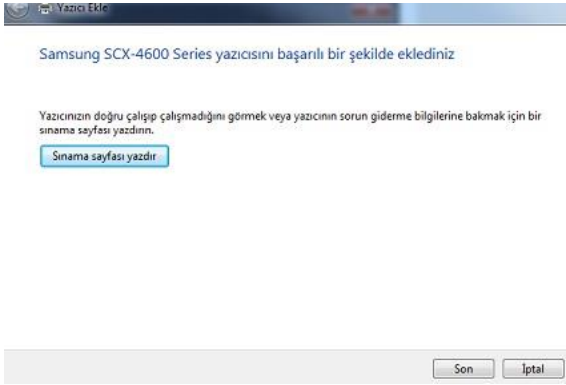 Yazıcı Ekle
Samsung SCX-4600 Series yazıcısını başarılı bir şekilde eklediniz
Yazıcınızın doğru çalışıp çalışmadığını görmek veya yazıcının sorun giderme bilgilerine bakmak için bir
sınama sayfası yazdırın.
Sınama sayfası yazdır
Son
İptal